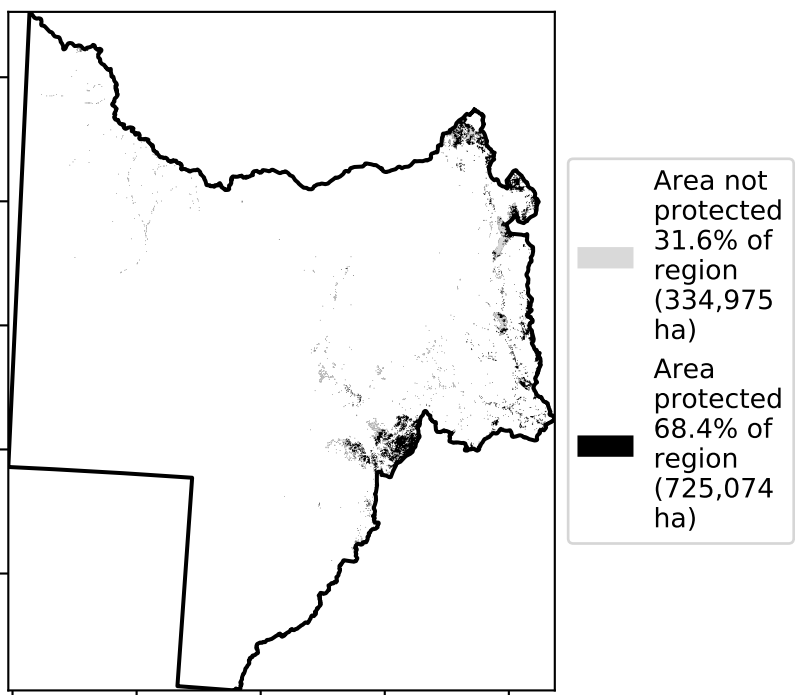 Area not
protected
31.6% of
region
(334,975
ha)
Area
protected
68.4% of
region
(725,074
ha)